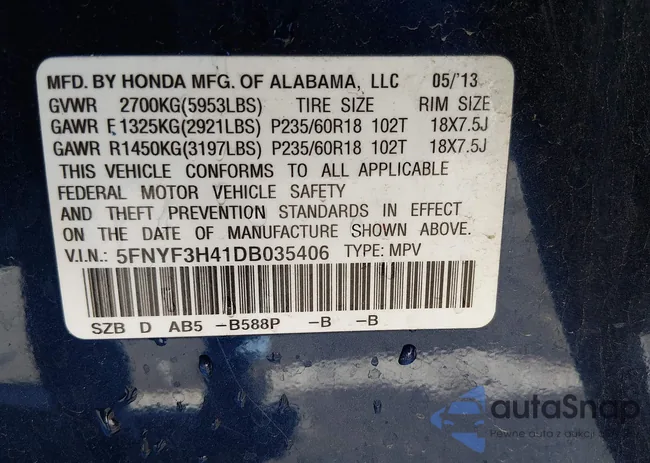 MFD. BY HONDA MFG. OF ALABAMA, LLC 05/'13
GVWR 2700KG(5953LBS) TIRE SIZE RIM SIZE
GAWR F1325KG(2921LBS) P235/60R18 102T 18X7.5J
GAWR R1450KG(3197LBS) P235/60R18 102T 18X7.5J
THIS VEHICLE CONFORMS TO ALL APPLICABLE
FEDERAL MOTOR VEHICLE SAFETY
AND THEFT PREVENTION STANDARDS IN EFFECT
ON THE DATE OF MANUFACTURE SHOWN ABOVE.
V.I.N.: 5FNYF3H41DB035406 TYPE: MPV
SZB D AB5 -B588P -B -B
autaSnap
Pewne auta z aukcji